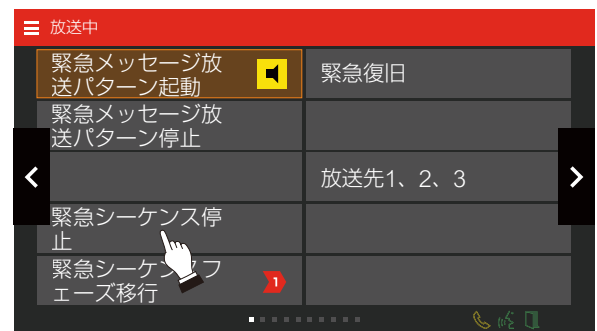 放送中
緊急メッセージ放
送パターン起動
緊急復旧
緊急メッセージ放
送パターン停止
放送先1、2、3
緊急シーケンス停
止
緊急シーケンスフ
ェーズ移行
1